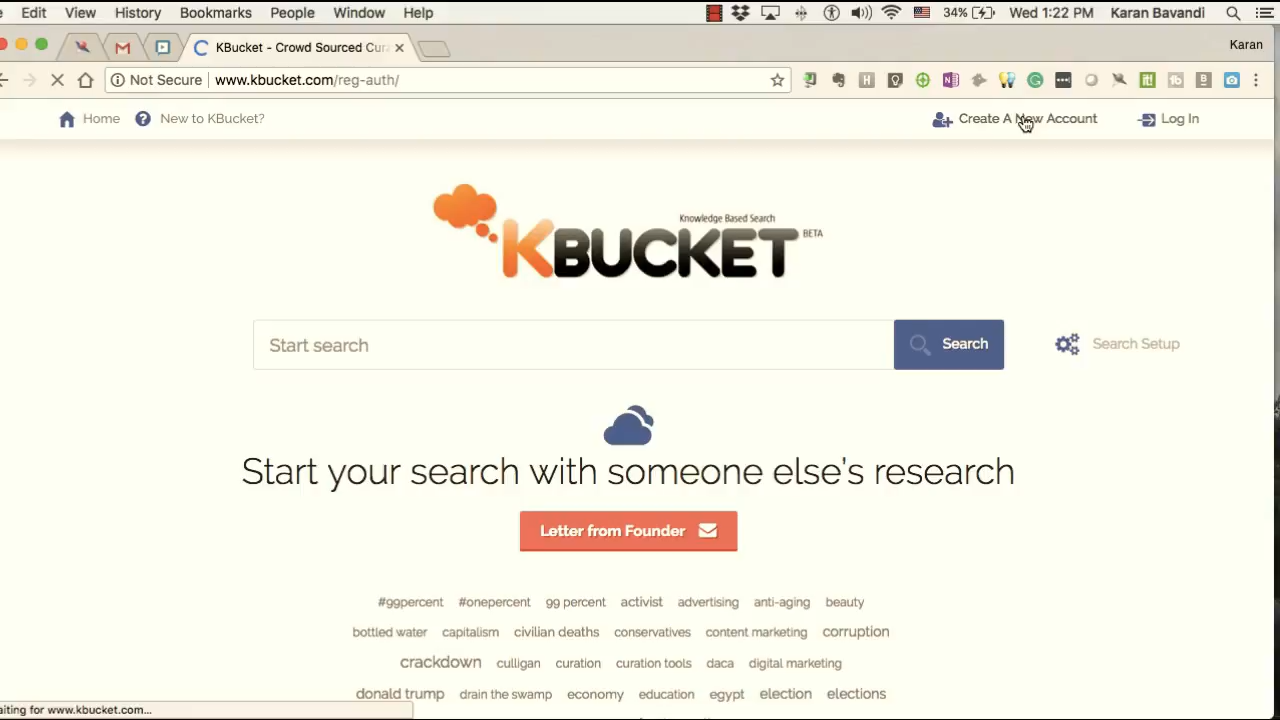 Edit View History Bookmarks People Window Help 34% Wed 1:22 PM Karan Bavandi
KBucket - Crowd Sourced Cur Karan
Not Secure www.kbucket.com/reg-auth/
Home New to KBucket? Create A New Account Log In
Knowledge Based Search
KBUCKET BETA
Start search Search Search Setup
Start your search with someone else's research
Letter from Founder
#99percent #onepercent 99 percent activist advertising anti-aging beauty
bottled water capitalism civilian deaths conservatives content marketing corruption
crackdown culligan curation curation tools daca digital marketing
donald trump drain the swamp economy education egypt election elections
aiting for www.kbucket.com...